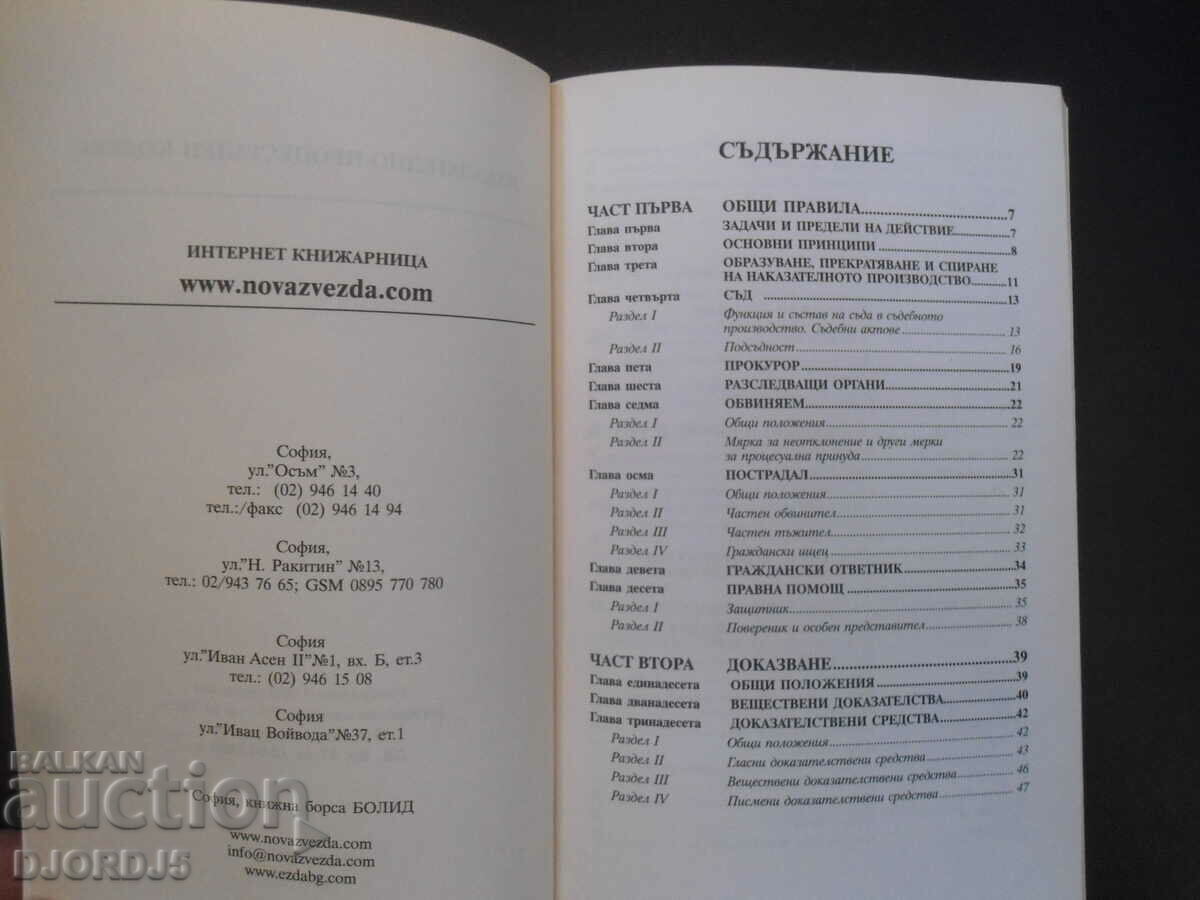 ИНТЕРНЕТ КНИЖАРНИЦА
www.novazvezda.com
София,
ул."Осъм" №3,
тел.: (02) 946 14 40
тел.:/факс (02) 946 14 94
София,
ул."Н. Ракитин" №13,
тел.: 02/943 76 65; GSM 0895 770 780
София
ул."Иван Асен II"№1, вх. Б, ет.3
тел.: (02) 946 15 08
София
ул."Ивац Войвода"№37, ет.1
София, книжна борса БОЛИД
www.novazvezda.com
info@novazvezda.com
www.ezdabg.com
BALKAN
auction
DJORDJ5
СЪДЪРЖАНИЕ
ЧАСТ ПЪРВА ОБЩИ ПРАВИЛА 7
Глава първа ЗАДАЧИ И ПРЕДЕЛИ НА ДЕЙСТВИЕ 7
Глава втора ОСНОВНИ ПРИНЦИПИ 8
Глава трета ОБРАЗУВАНЕ, ПРЕКРАТЯВАНЕ И СПИРАНЕ
НА НАКАЗАТЕЛНОТО ПРОИЗВОДСТВО 11
Глава четвърта СЪД 13
Раздел I Функция и състав на съда в съдебното
производство. Съдебни актове 13
Раздел II Подсъдност 16
Глава пета ПРОКУРОР 19
Глава шеста РАЗСЛЕДВАЩИ ОРГАНИ 21
Глава седма ОБВИНЯЕМ 22
Раздел I Общи положения 22
Раздел II Мярка за неотклонение и други мерки
за процесуална принуда 22
Глава осма ПОСТРАДАЛ 31
Раздел I Общи положения 31
Раздел II Частен обвинител 31
Раздел III Частен тъжител 32
Раздел IV Граждански ищец 33
Глава девета ГРАЖДАНСКИ ОТВЕТНИК 34
Глава десета ПРАВНА ПОМОЩ 35
Раздел I Защитник 35
Раздел II Повереник и особен представител 38
ЧАСТ ВТОРА ДОКАЗВАНЕ 39
Глава единадесета ОБЩИ ПОЛОЖЕНИЯ 39
Глава дванадесета ВЕЩЕСТВЕНИ ДОКАЗАТЕЛСТВА 40
Глава тринадесета ДОКАЗАТЕЛСТВЕНИ СРЕДСТВА 42
Раздел I Общи положения 42
Раздел II Гласни доказателствени средства 43
Раздел III Веществени доказателствени средства 46
Раздел IV Писмени доказателствени средства 47